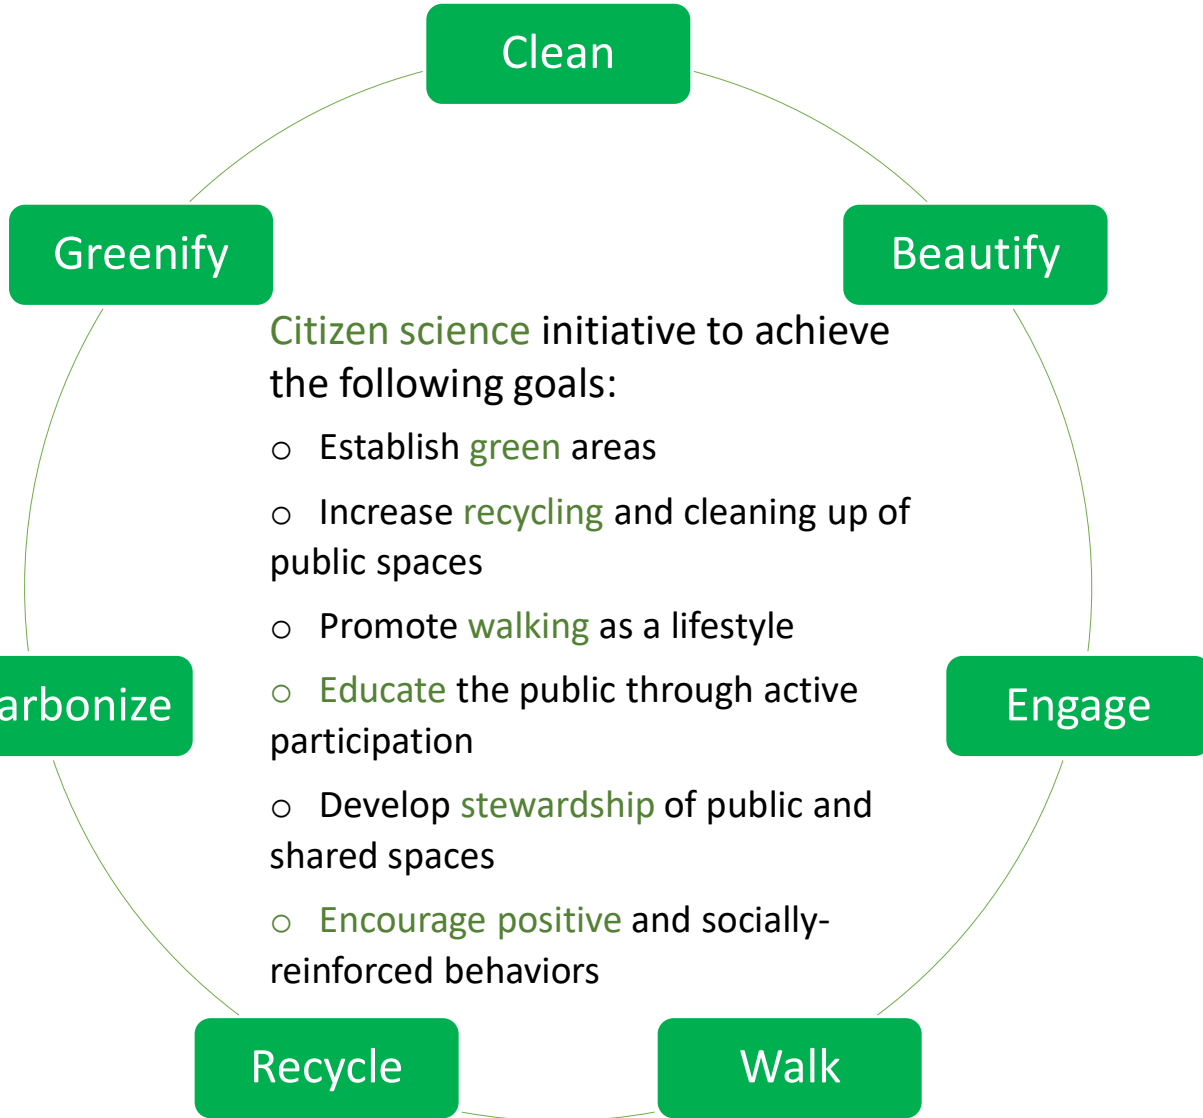 Clean
Greenify
Beautify
Citizen science initiative to achieve
the following goals:
o Establish green areas
o Increase recycling and cleaning up of
public spaces
o Promote walking as a lifestyle
o Educate the public through active
participation
o Develop stewardship of public and
shared spaces
o Encourage positive and socially-
reinforced behaviors
arbonize
Engage
Recycle
Walk